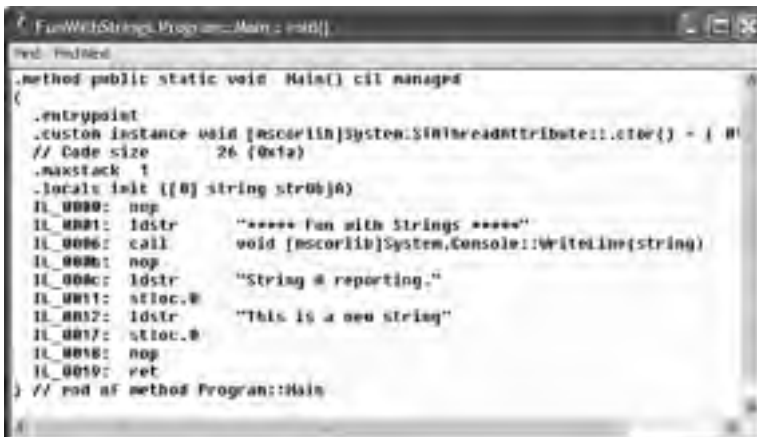 FunWithStrings.Program::Main : void()
Find Find Next
.method public static void Main() cil managed
{
.entrypoint
.custom instance void [mscorlib]System.STAThreadAttribute::.ctor() = (
// Code size 26 (0x1a)
.maxstack 1
.locals init ([0] string strObjA)
IL_0000: nop
IL_0001: ldstr "***** Fun with Strings *****"
IL_0006: call void [mscorlib]System.Console::WriteLine(string)
IL_000b: nop
IL_000c: ldstr "String A reporting."
IL_0011: stloc.0
IL_0012: ldstr "This is a new string"
IL_0017: stloc.0
IL_0018: nop
IL_0019: ret
} // end of method Program::Main